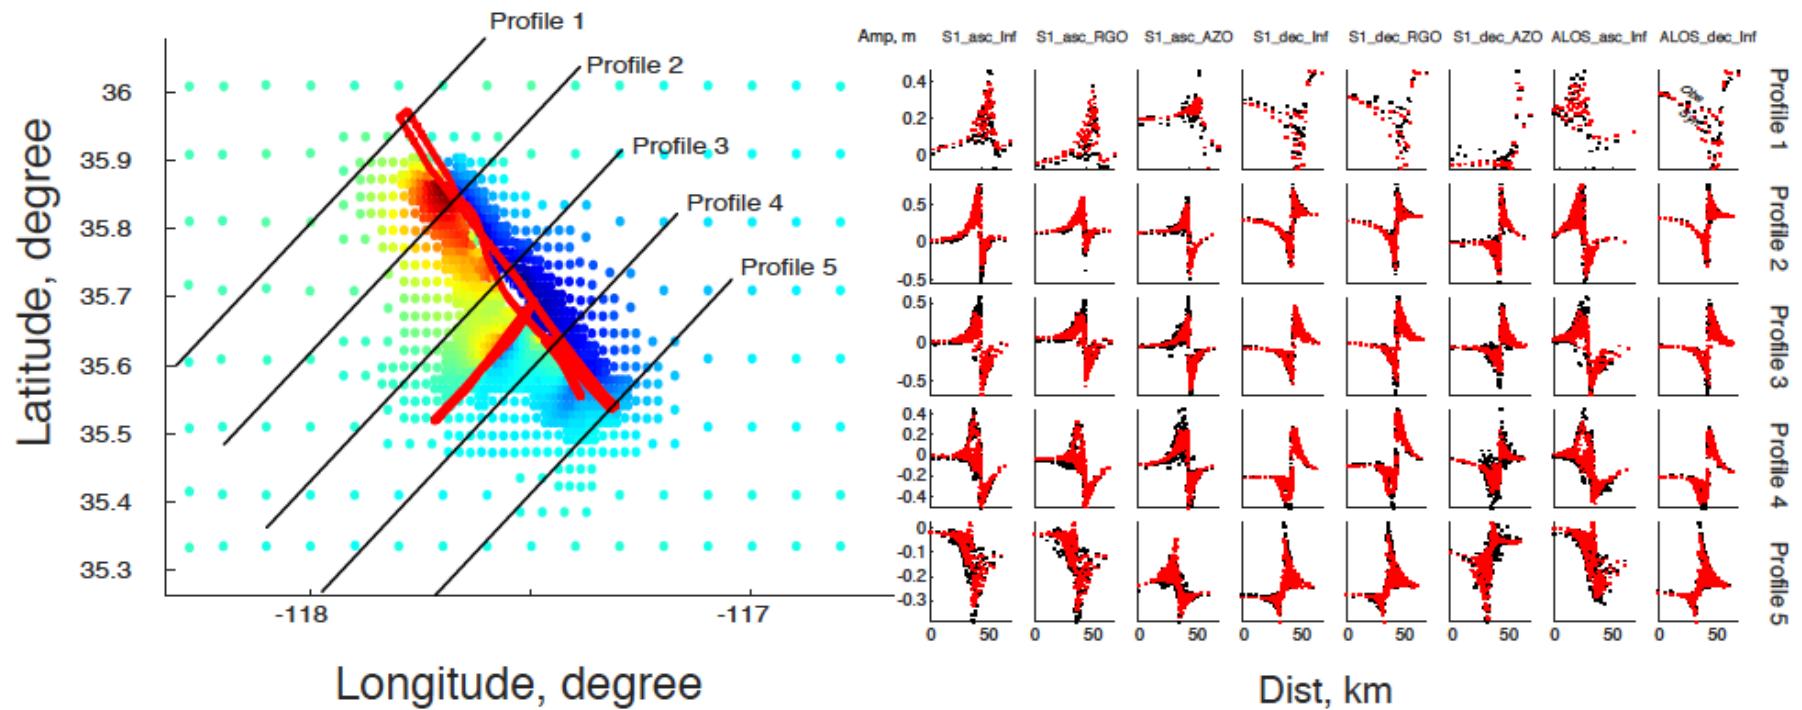 Profile 1
Profile 2
Profile 3
Profile 4
Profile 5
36
35.9
35.8
35.7
35.6
35.5
35.4
35.3
-118
-117
Latitude, degree
Longitude, degree
Amp, m
S1_asc_Inf
S1_asc_RGO
S1_asc_AZO
S1_dec_Inf
S1_dec_RGO
S1_dec_AZO
ALOS_asc_Inf
ALOS_dec_Inf
0.4
0.2
0
Obs
Profile 1
0.5
0
-0.5
Profile 2
0.5
0
-0.5
Profile 3
0.4
0.2
0
-0.2
-0.4
Profile 4
0
-0.1
-0.2
-0.3
Profile 5
0 50
0 50
0 50
0 50
0 50
0 50
0 50
0 50
Dist, km